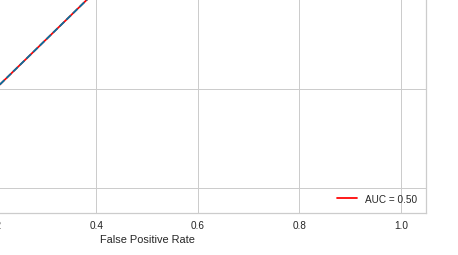 AUC = 0.50
0.4 0.6 0.8 1.0
False Positive Rate